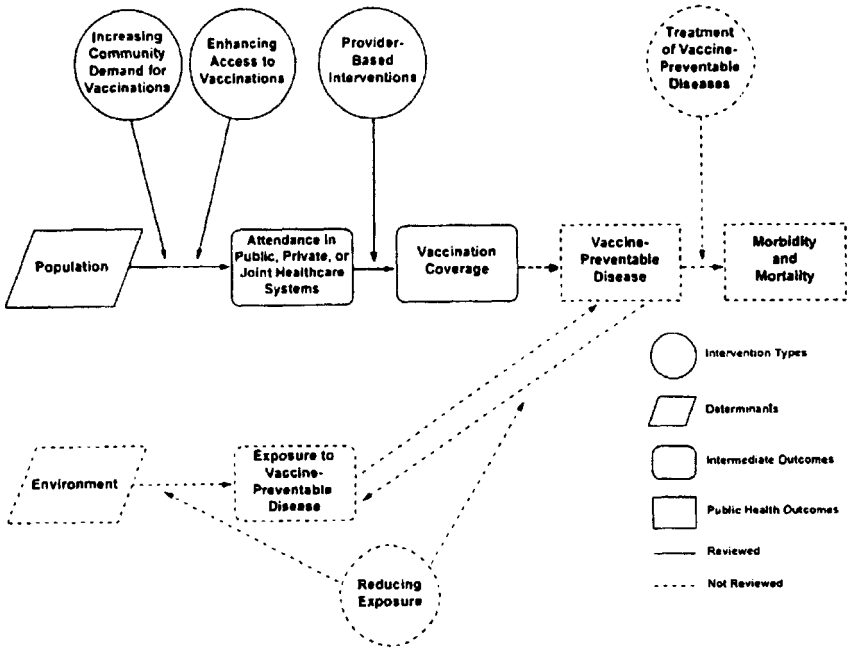 Increasing
Community
Demand for
Vaccinations
Enhancing
Access to
Vaccinations
Provider-
Based
Interventions
Treatment
of Vaccine-
Preventable
Diseases
Population
Attendance in
Public, Private, or
Joint Healthcare
Systems
Vaccination
Coverage
Vaccine-
Preventable
Disease
Morbidity
and
Mortality
Environment
Exposure to
Vaccine-
Preventable
Disease
Reducing
Exposure
Intervention Types
Determinants
Intermediate Outcomes
Public Health Outcomes
Reviewed
Not Reviewed